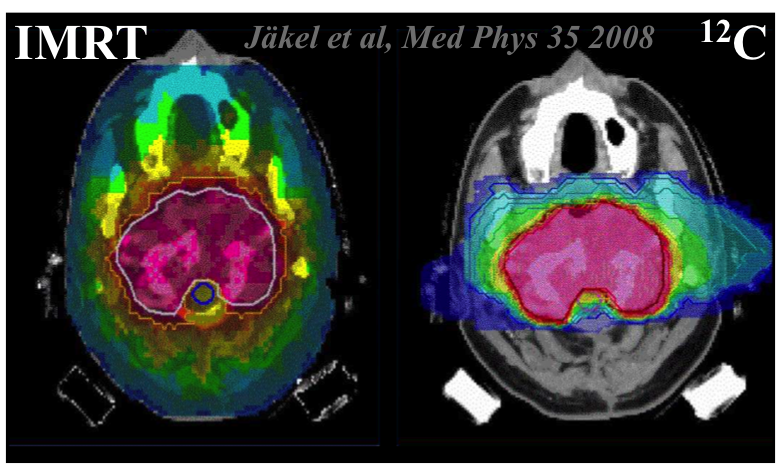 IMRT
Jäkel et al, Med Phys 35 2008
¹²C